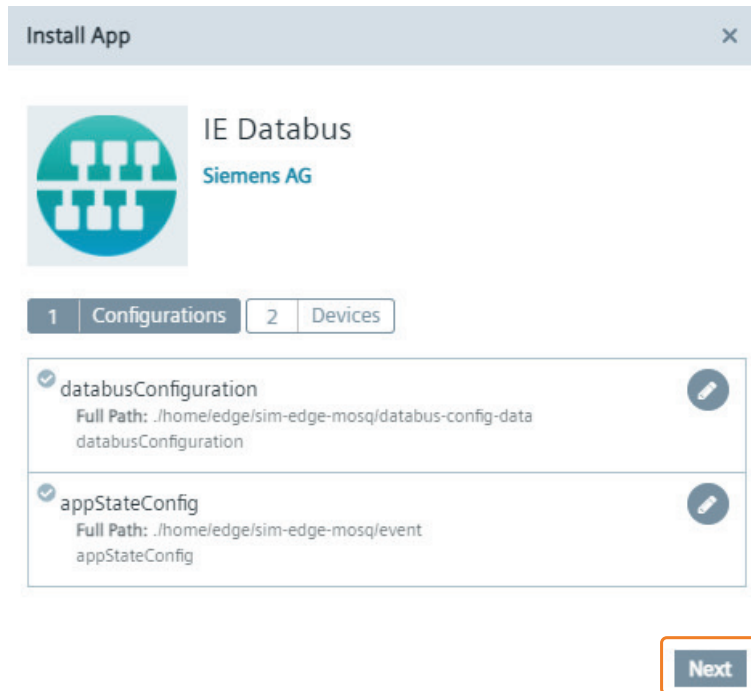 Install App
IE Databus
Siemens AG
1 Configurations 2 Devices
databusConfiguration
Full Path: ./home/edge/sim-edge-mosq/databus-config-data
databusConfiguration
appStateConfig
Full Path: ./home/edge/sim-edge-mosq/event
appStateConfig
Next